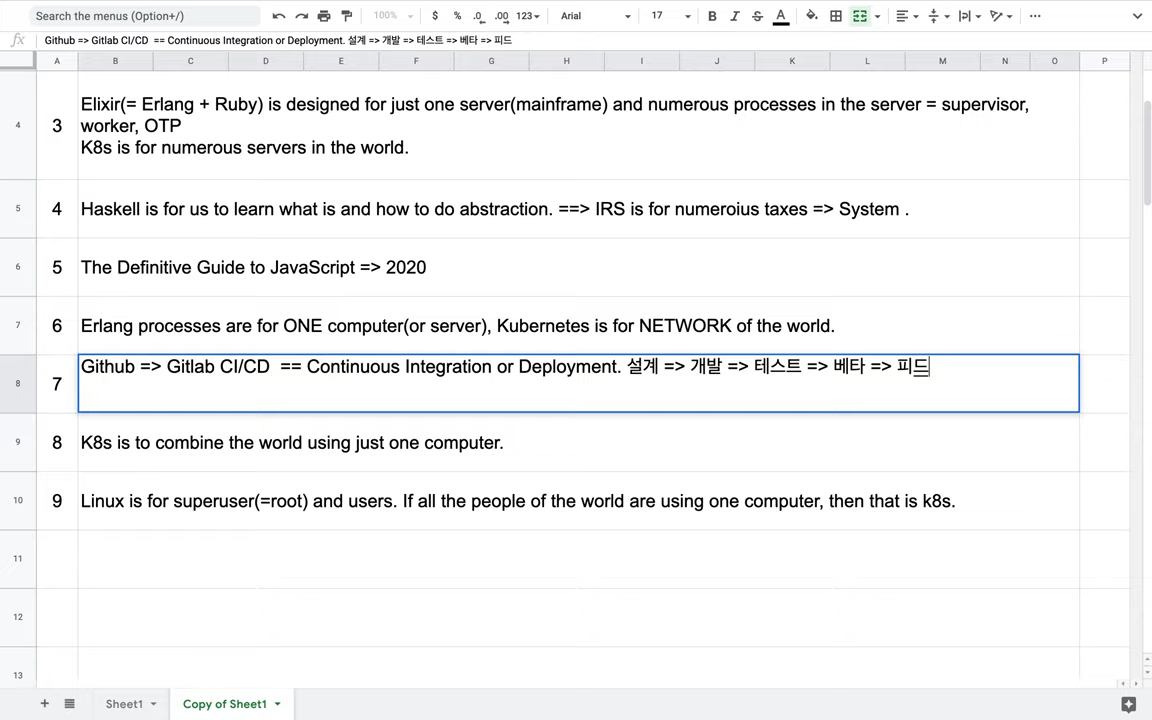 Search the menus (Option+/) 100% $ % .0 .00 123 Arial 17 B I S A
fx Github => Gitlab CI/CD == Continuous Integration or Deployment. 설계 => 개발 => 테스트 => 베타 => 피드
A B C D E F G H I J K L M N O P
4 3 Elixir(= Erlang + Ruby) is designed for just one server(mainframe) and numerous processes in the server = supervisor,
worker, OTP
K8s is for numerous servers in the world.
5 4 Haskell is for us to learn what is and how to do abstraction. ==> IRS is for numeroius taxes => System .
6 5 The Definitive Guide to JavaScript => 2020
7 6 Erlang processes are for ONE computer(or server), Kubernetes is for NETWORK of the world.
8 7 Github => Gitlab CI/CD == Continuous Integration or Deployment. 설계 => 개발 => 테스트 => 베타 => 피드
9 8 K8s is to combine the world using just one computer.
10 9 Linux is for superuser(=root) and users. If all the people of the world are using one computer, then that is k8s.
11
12
13
Sheet1 Copy of Sheet1